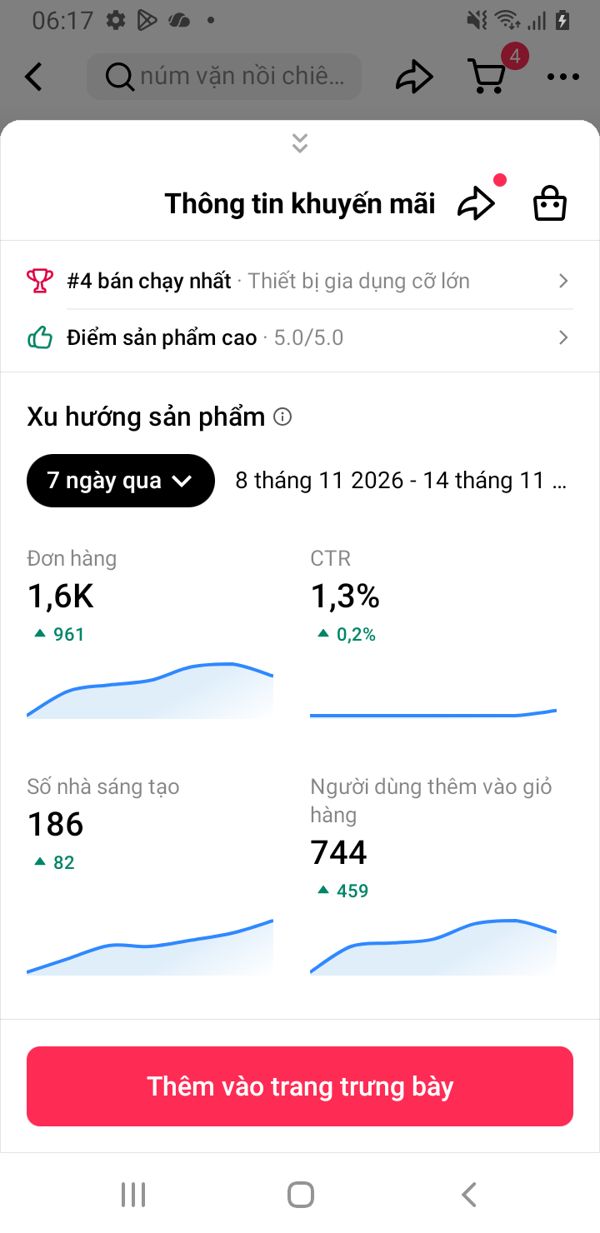 06:17
núm vặn nồi chiê...
4
Thông tin khuyến mãi
#4 bán chạy nhất · Thiết bị gia dụng cỡ lớn
Điểm sản phẩm cao · 5.0/5.0
Xu hướng sản phẩm
7 ngày qua
8 tháng 11 2026 - 14 tháng 11 ...
Đơn hàng
1,6K
961
CTR
1,3%
0,2%
Số nhà sáng tạo
186
82
Người dùng thêm vào giỏ
hàng
744
459
Thêm vào trang trưng bày